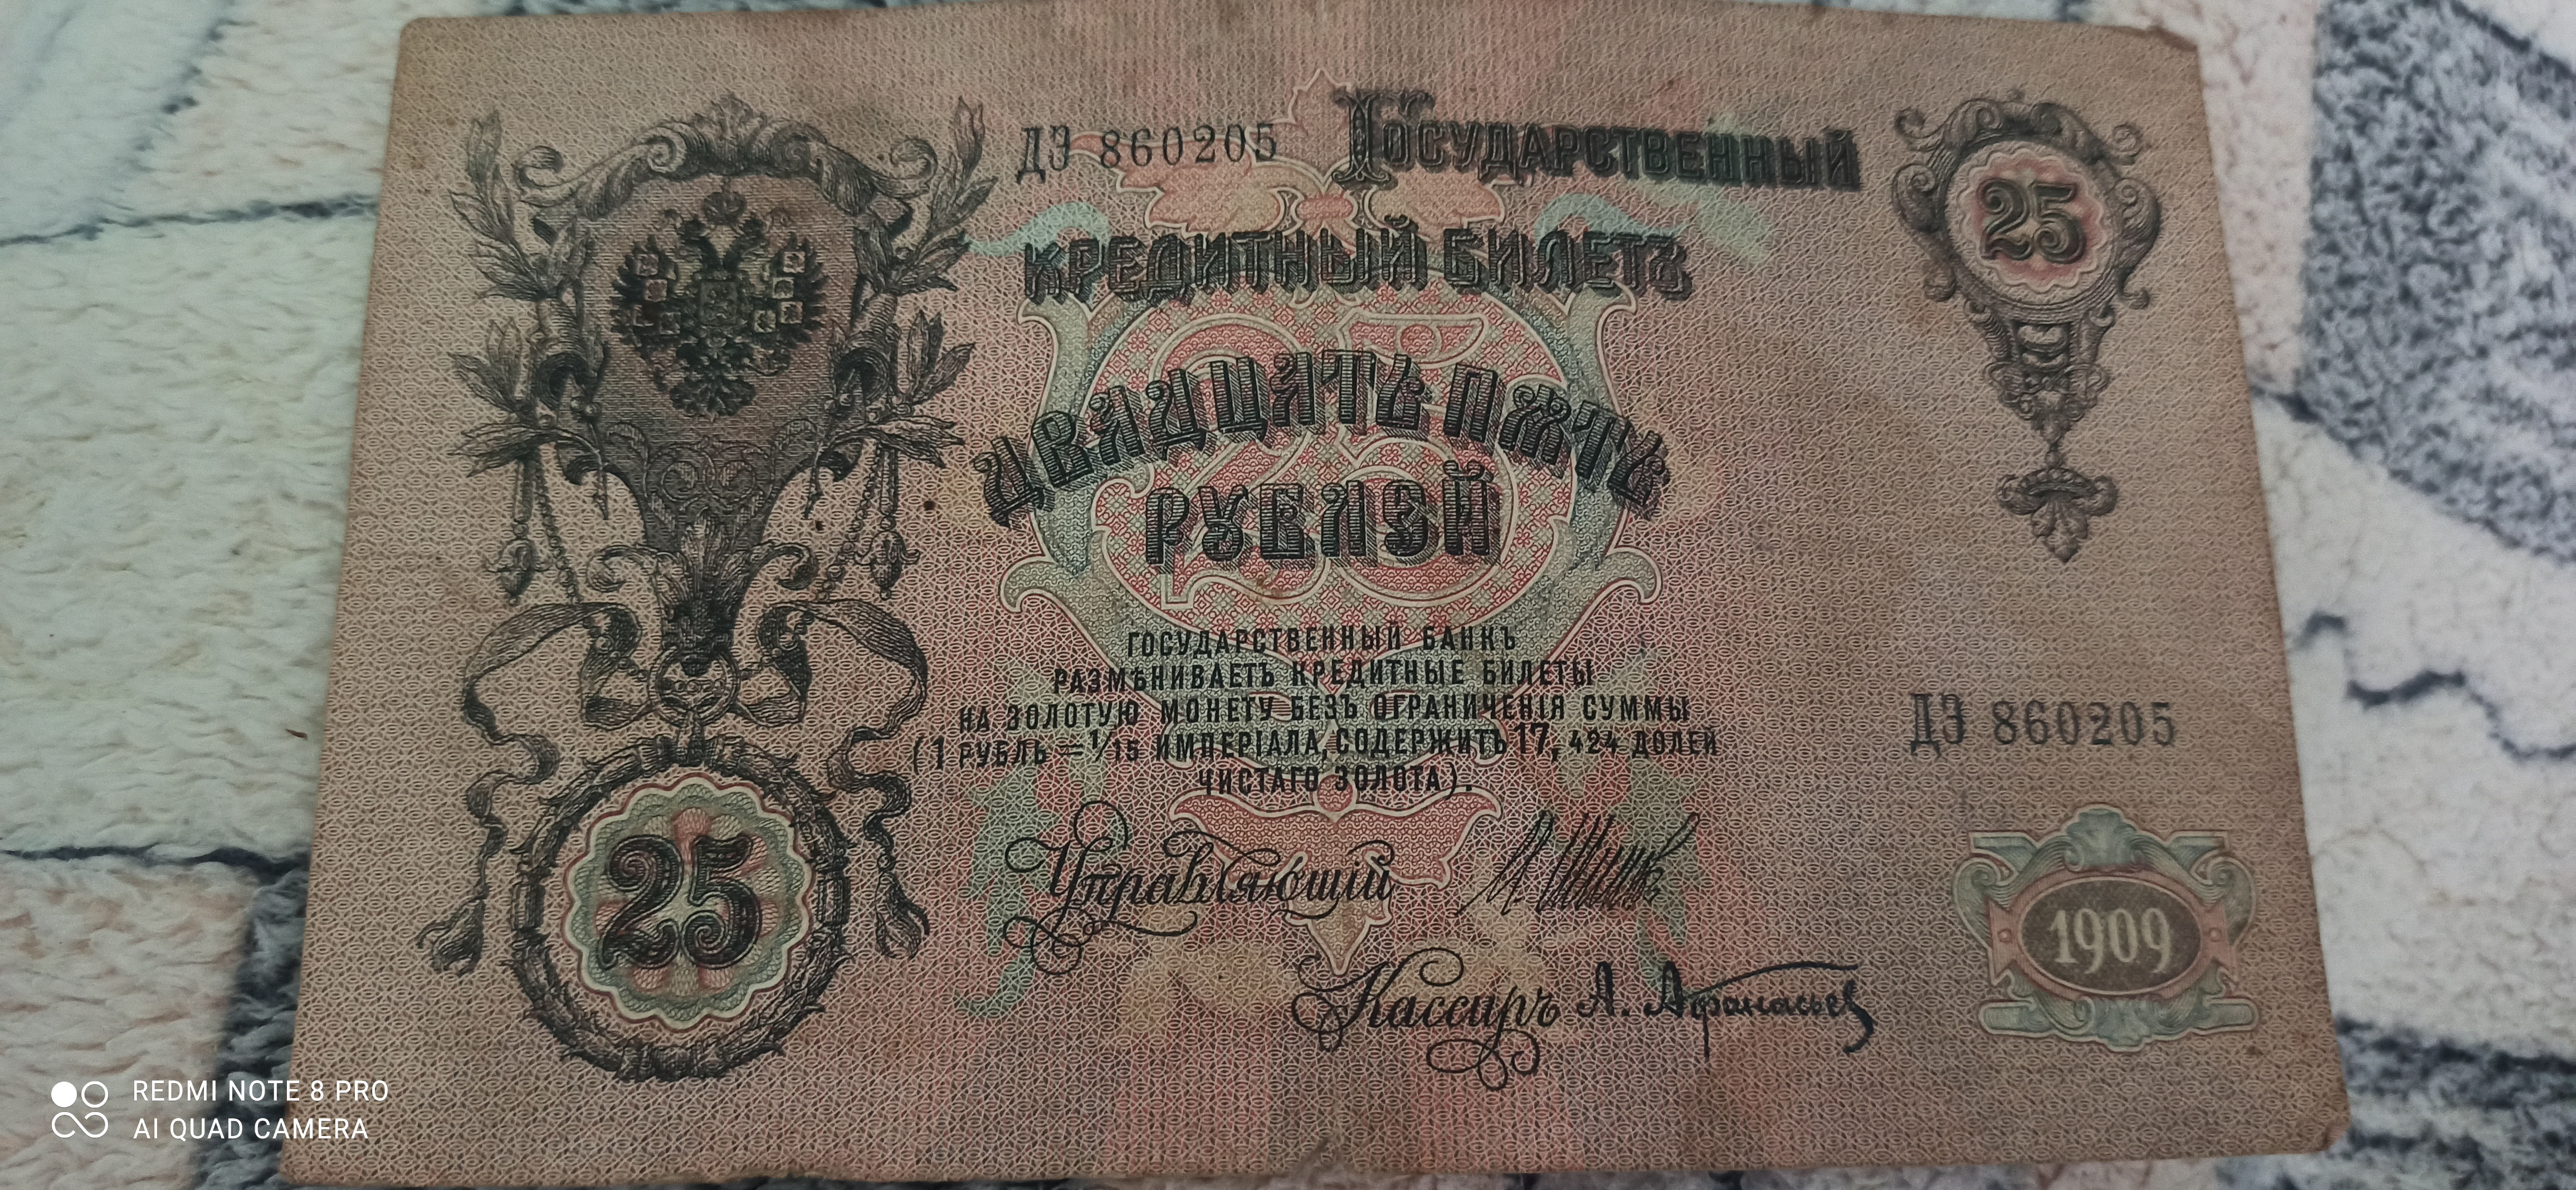 ДЭ 860205 Государственный
25
Кредитный Билетъ
Двадцать пять
рублей
ГОСУДАРСТВЕННЫЙ БАНКЪ
РАЗМѢНИВАЕТЪ КРЕДИТНЫЕ БИЛЕТЫ
НА ЗОЛОТУЮ МОНЕТУ БЕЗЪ ОГРАНИЧЕНІЯ СУММЫ
(1 РУБЛЬ = 1/15 ИМПЕРІАЛА, СОДЕРЖИТЪ 17, 424 ДОЛЕЙ
ЧИСТАГО ЗОЛОТА).
ДЭ 860205
25
Управляющій И. Шиповъ
1909
Кассиръ А. Афанасьев
REDMI NOTE 8 PRO
AI QUAD CAMERA